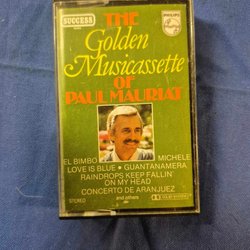 SUCCESS
PHILIPS
THE
Golden
Musicassette
OF
PAUL MAURIAT
EL BIMBO
MICHELE
LOVE IS BLUE • GUANTANAMERA
RAINDROPS KEEP FALLIN'
ON MY HEAD
CONCERTO DE ARANJUEZ
STEREO
and others